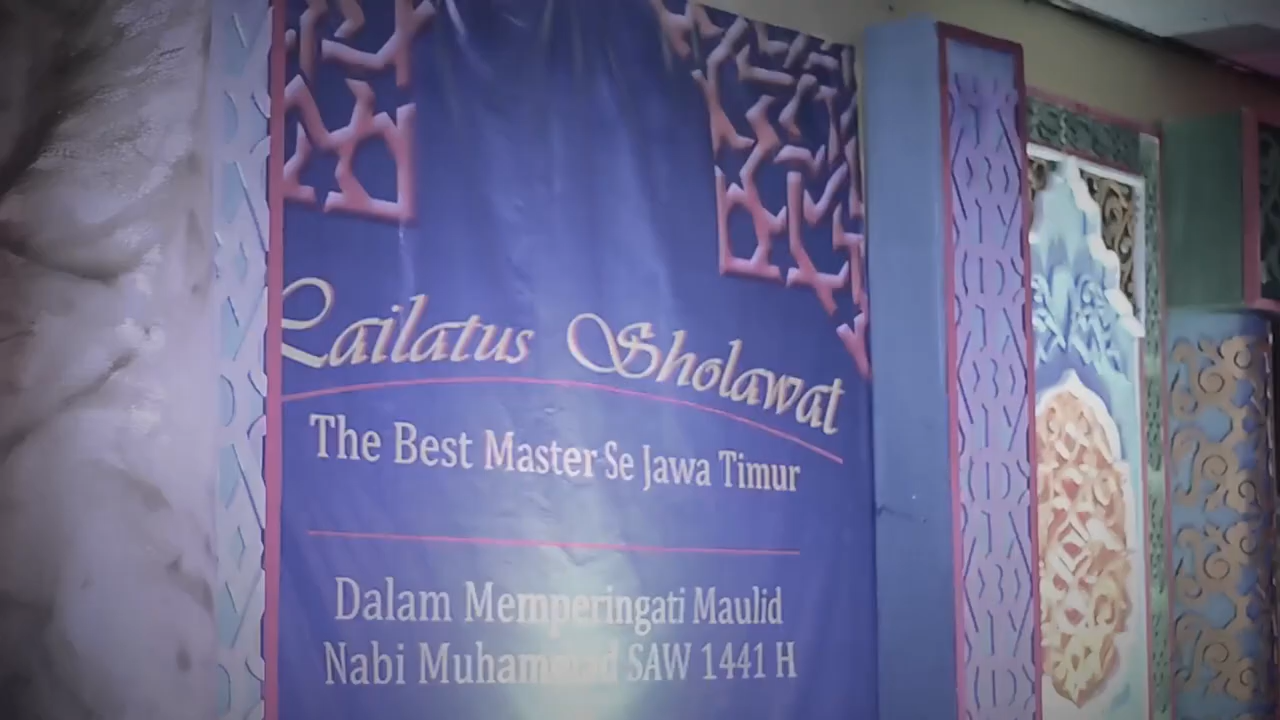 Lailatus Sholawat
The Best Master Se Jawa Timur
Dalam Memperingati Maulid
Nabi Muhammad SAW 1441 H